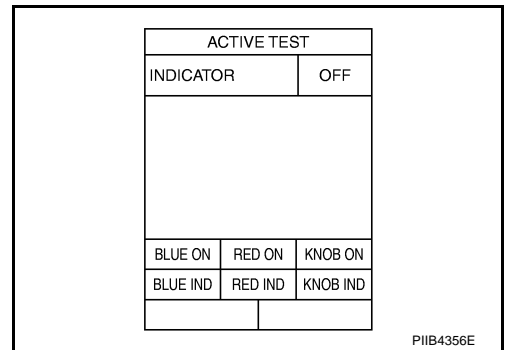 ACTIVE TEST
INDICATOR OFF
BLUE ON RED ON KNOB ON
BLUE IND RED IND KNOB IND
PIIB4356E